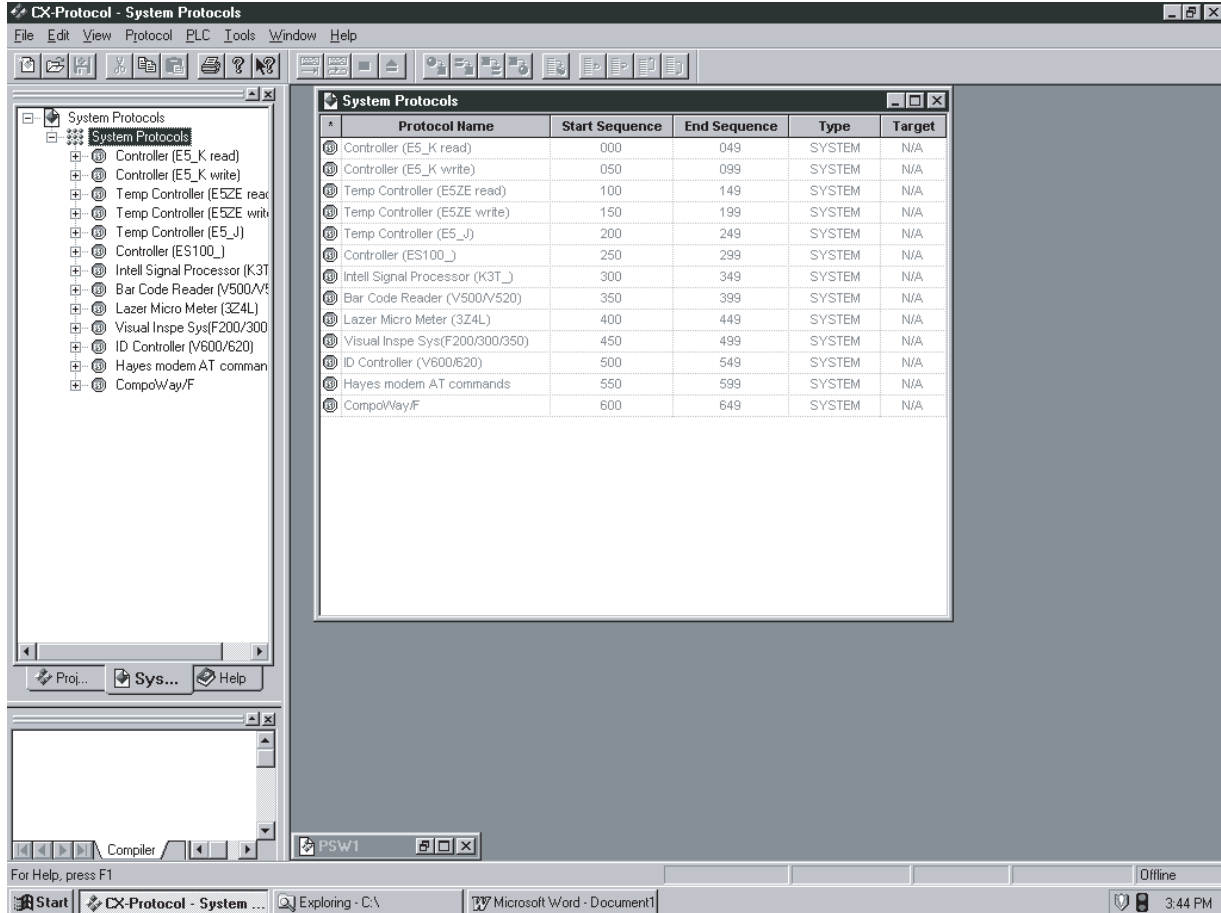 CX-Protocol - System Protocols
File Edit View Protocol PLC Tools Window Help
System Protocols
System Protocols
Controller (E5_K read)
Controller (E5_K write)
Temp Controller (E5ZE read
Temp Controller (E5ZE write
Temp Controller (E5_J)
Controller (ES100_)
Intell Signal Processor (K3T
Bar Code Reader (V500/V5
Lazer Micro Meter (3Z4L)
Visual Inspe Sys(F200/300
ID Controller (V600/620)
Hayes modem AT comman
CompoWay/F
Proj... Sys... Help
System Protocols
* Protocol Name Start Sequence End Sequence Type Target
Controller (E5_K read) 000 049 SYSTEM N/A
Controller (E5_K write) 050 099 SYSTEM N/A
Temp Controller (E5ZE read) 100 149 SYSTEM N/A
Temp Controller (E5ZE write) 150 199 SYSTEM N/A
Temp Controller (E5_J) 200 249 SYSTEM N/A
Controller (ES100_) 250 299 SYSTEM N/A
Intell Signal Processor (K3T_) 300 349 SYSTEM N/A
Bar Code Reader (V500/V520) 350 399 SYSTEM N/A
Lazer Micro Meter (3Z4L) 400 449 SYSTEM N/A
Visual Inspe Sys(F200/300/350) 450 499 SYSTEM N/A
ID Controller (V600/620) 500 549 SYSTEM N/A
Hayes modem AT commands 550 599 SYSTEM N/A
CompoWay/F 600 649 SYSTEM N/A
Compiler
PSW1
For Help, press F1 Offline
Start CX-Protocol - System ... Exploring - C:\ Microsoft Word - Document1 3:44 PM